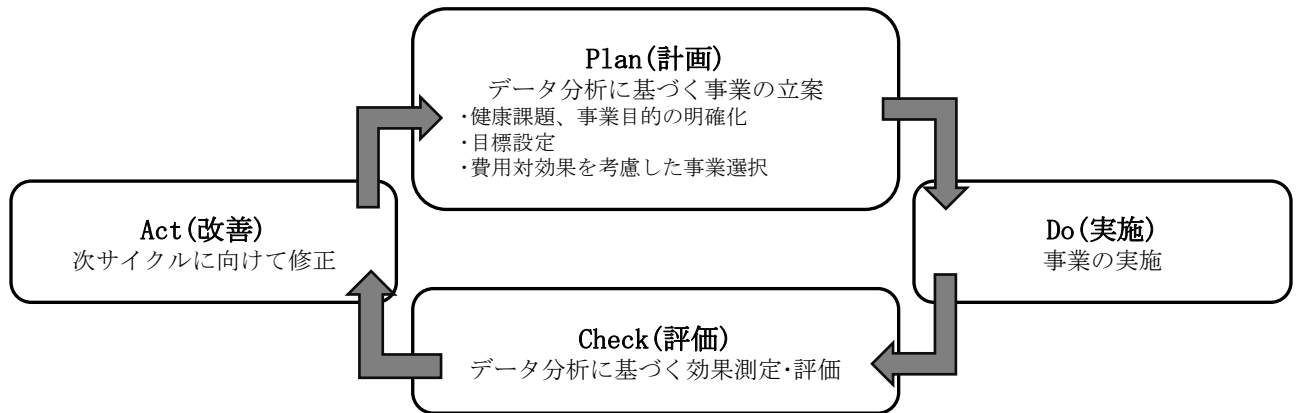 Plan(計画)
データ分析に基づく事業の立案
・健康課題、事業目的の明確化
・目標設定
・費用対効果を考慮した事業選択
Act(改善)
次サイクルに向けて修正
Do(実施)
事業の実施
Check(評価)
データ分析に基づく効果測定・評価